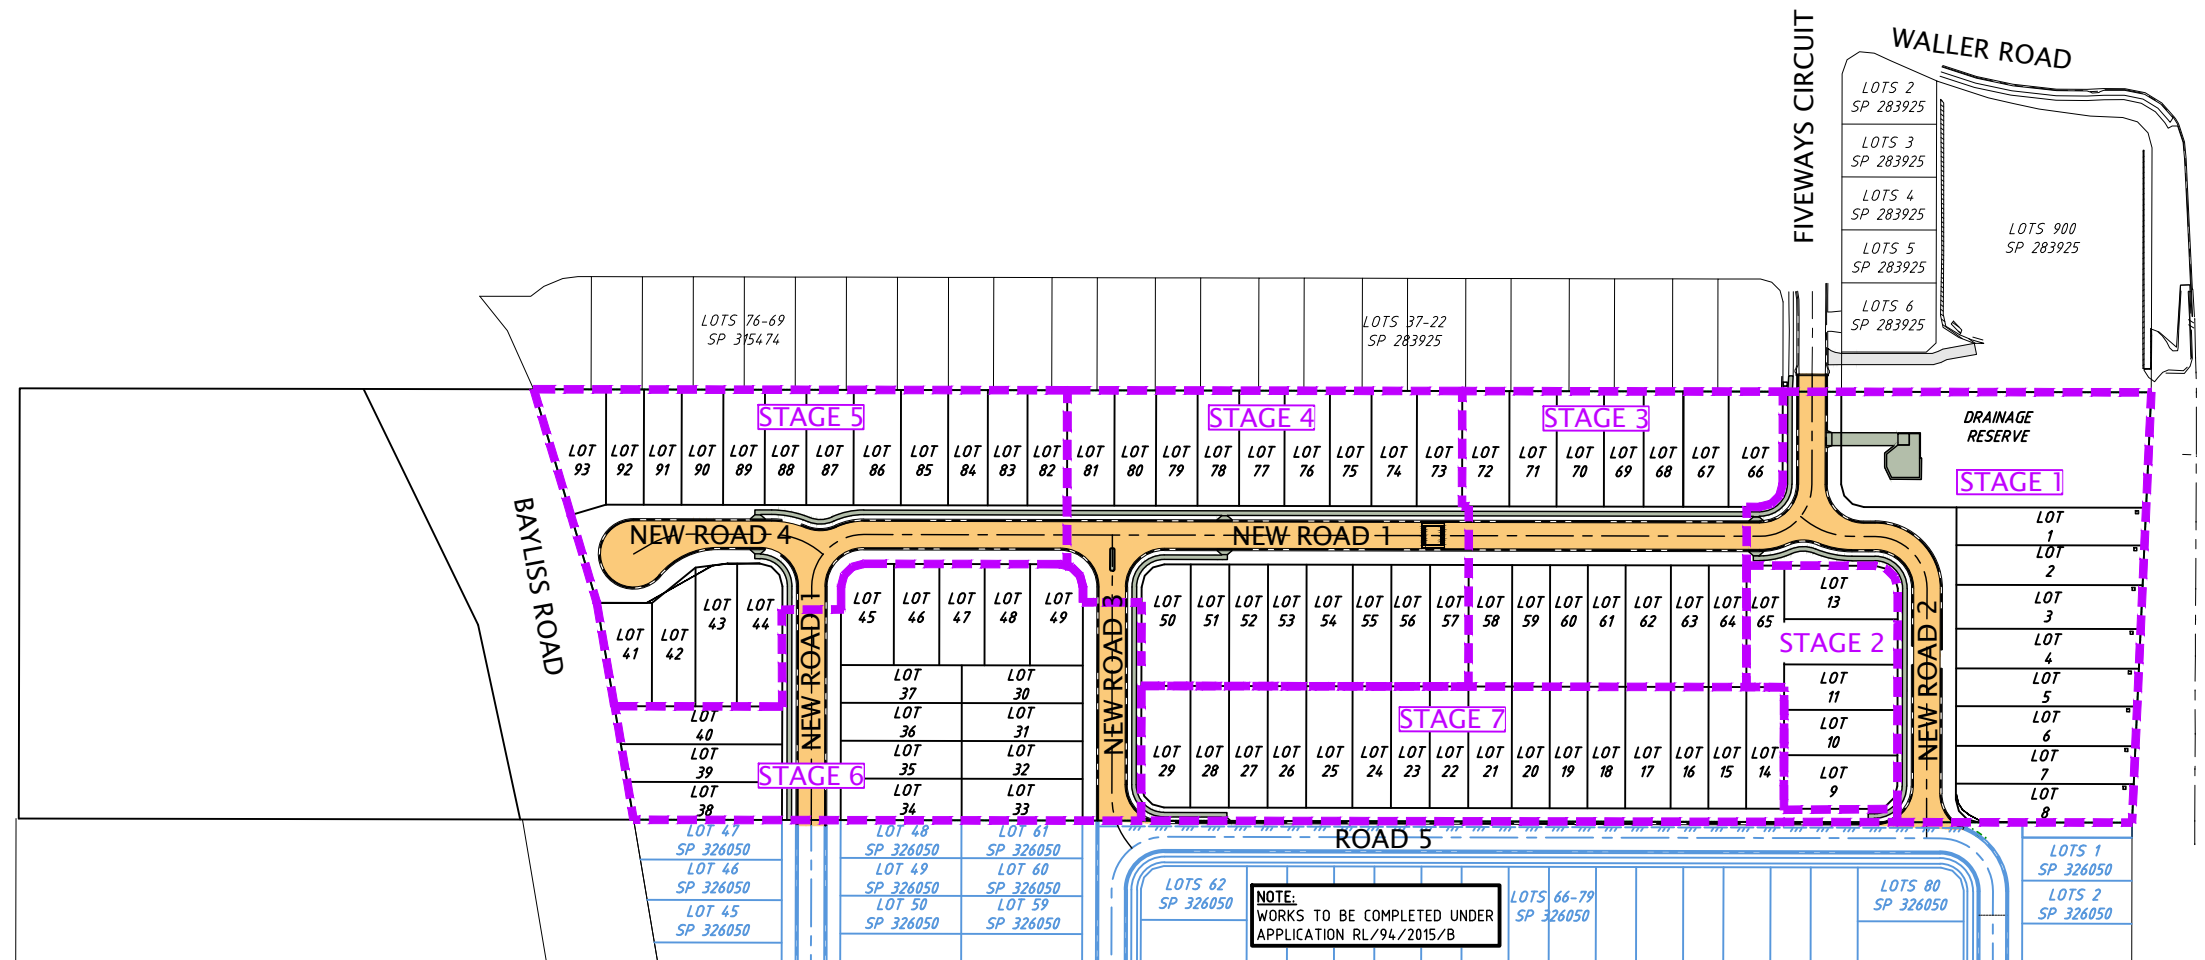 WALLER ROAD
FIVEWAYS CIRCUIT
LOTS 2
SP 283925
LOTS 3
SP 283925
LOTS 4
SP 283925
LOTS 5
SP 283925
LOTS 6
SP 283925
LOTS 900
SP 283925
LOTS 76-69
SP 315474
LOTS 37-22
SP 283925
STAGE 5
STAGE 4
STAGE 3
DRAINAGE
RESERVE
STAGE 1
LOT
93
LOT
92
LOT
91
LOT
90
LOT
89
LOT
88
LOT
87
LOT
86
LOT
85
LOT
84
LOT
83
LOT
82
LOT
81
LOT
80
LOT
79
LOT
78
LOT
77
LOT
76
LOT
75
LOT
74
LOT
73
LOT
72
LOT
71
LOT
70
LOT
69
LOT
68
LOT
67
LOT
66
BAYLISS ROAD
NEW ROAD 4
NEW ROAD 1
LOT
1
LOT
2
LOT
3
LOT
4
LOT
5
LOT
6
LOT
7
LOT
8
LOT
41
LOT
42
LOT
43
LOT
44
NEW ROAD 1
LOT
45
LOT
46
LOT
47
LOT
48
LOT
49
NEW ROAD 3
LOT
50
LOT
51
LOT
52
LOT
53
LOT
54
LOT
55
LOT
56
LOT
57
LOT
58
LOT
59
LOT
60
LOT
61
LOT
62
LOT
63
LOT
64
LOT
65
LOT
13
STAGE 2
LOT
11
LOT
10
LOT
9
NEW ROAD 2
LOT
40
LOT
39
LOT
38
STAGE 6
LOT
37
LOT
36
LOT
35
LOT
34
LOT
30
LOT
31
LOT
32
LOT
33
STAGE 7
LOT
29
LOT
28
LOT
27
LOT
26
LOT
25
LOT
24
LOT
23
LOT
22
LOT
21
LOT
20
LOT
19
LOT
18
LOT
17
LOT
16
LOT
15
LOT
14
ROAD 5
LOT 47
SP 326050
LOT 46
SP 326050
LOT 45
SP 326050
LOT 48
SP 326050
LOT 49
SP 326050
LOT 50
SP 326050
LOT 61
SP 326050
LOT 60
SP 326050
LOT 59
SP 326050
LOTS 62
SP 326050
NOTE:
WORKS TO BE COMPLETED UNDER
APPLICATION RL/94/2015/B
LOTS 66-79
SP 326050
LOTS 80
SP 326050
LOTS 1
SP 326050
LOTS 2
SP 326050